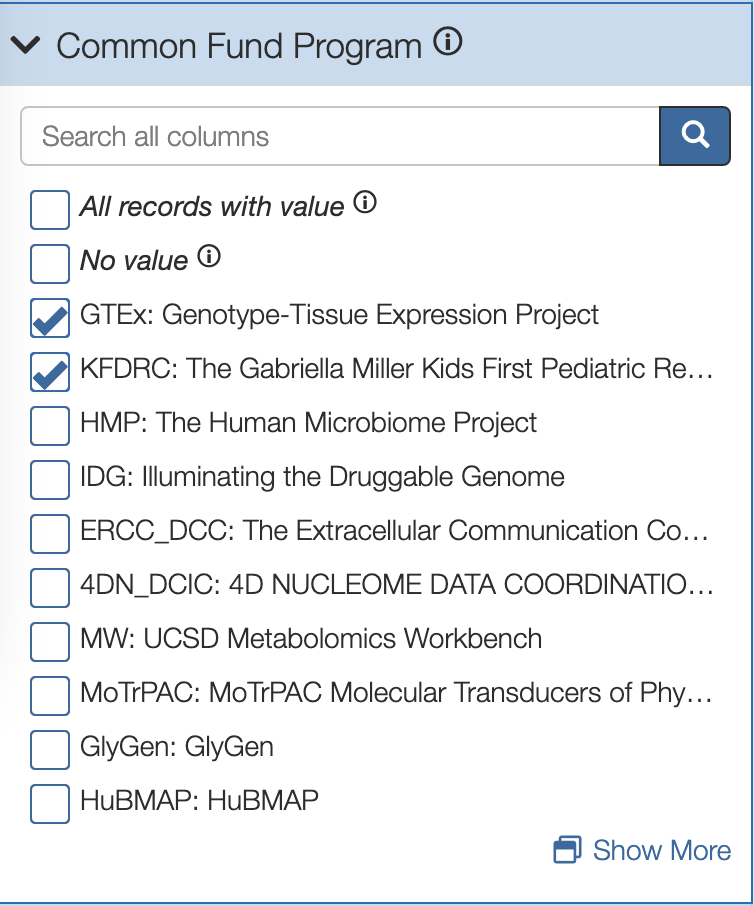 Common Fund Program
Search all columns
All records with value
No value
GTEx: Genotype-Tissue Expression Project
KFDRC: The Gabriella Miller Kids First Pediatric Re...
HMP: The Human Microbiome Project
IDG: Illuminating the Druggable Genome
ERCC_DCC: The Extracellular Communication Co...
4DN_DCIC: 4D NUCLEOME DATA COORDINATIO...
MW: UCSD Metabolomics Workbench
MoTrPAC: MoTrPAC Molecular Transducers of Phy...
GlyGen: GlyGen
HuBMAP: HuBMAP
Show More